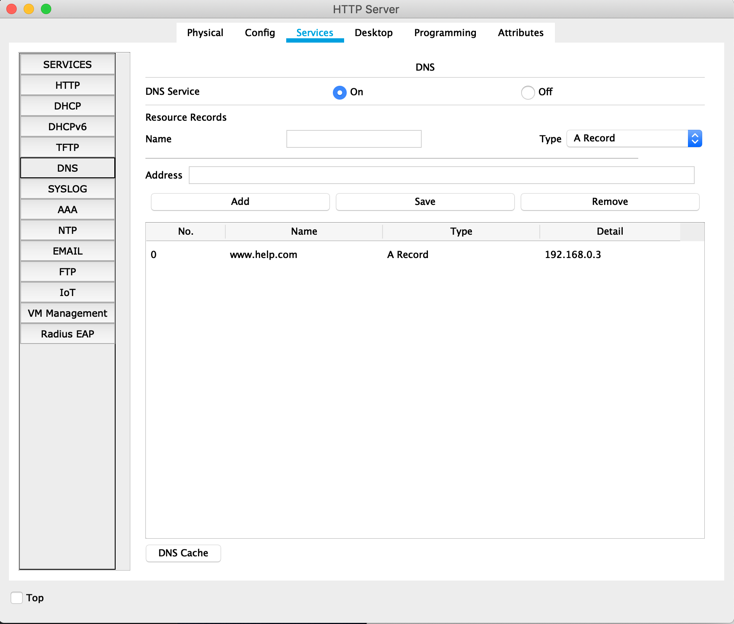 HTTP Server
Physical Config Services Desktop Programming Attributes
SERVICES
HTTP
DHCP
DHCPv6
TFTP
DNS
SYSLOG
AAA
NTP
EMAIL
FTP
IoT
VM Management
Radius EAP
DNS
DNS Service On Off
Resource Records
Name Type A Record
Address
Add Save Remove
No. Name Type Detail
0 www.help.com A Record 192.168.0.3
DNS Cache
Top